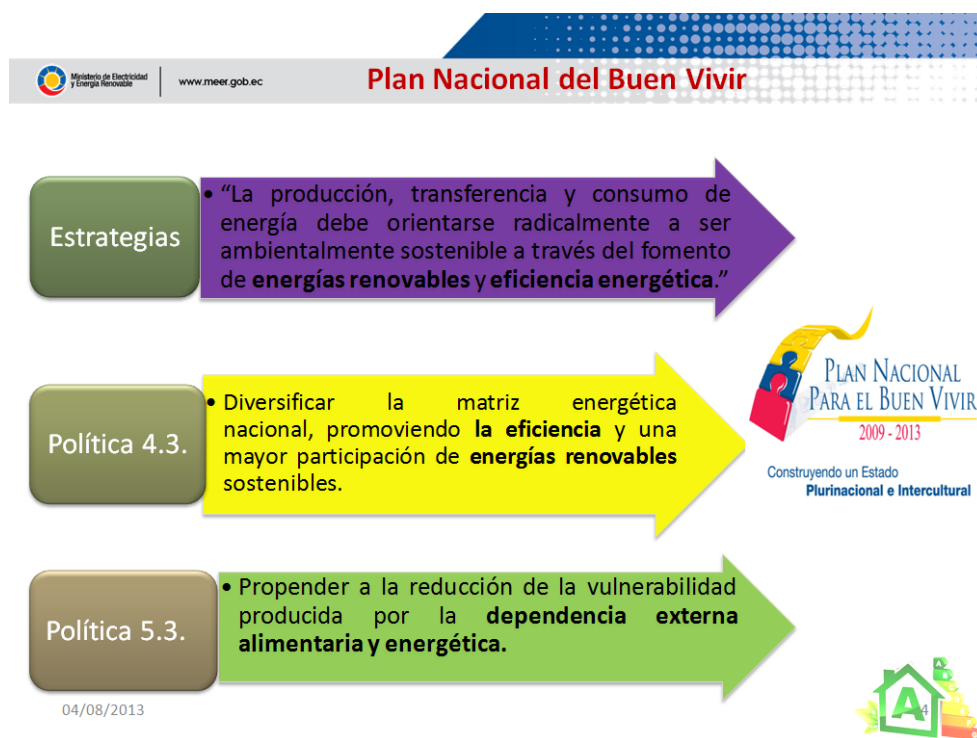 Ministerio de Electricidad
y Energía Renovable
www.meer.gob.ec
Plan Nacional del Buen Vivir
Estrategias
• “La producción, transferencia y consumo de
energía debe orientarse radicalmente a ser
ambientalmente sostenible a través del fomento
de energías renovables y eficiencia energética.”
Política 4.3.
• Diversificar la matriz energética
nacional, promoviendo la eficiencia y una
mayor participación de energías renovables
sostenibles.
PLAN NACIONAL
PARA EL BUEN VIVIR
2009 - 2013
Construyendo un Estado
Plurinacional e Intercultural
Política 5.3.
• Propender a la reducción de la vulnerabilidad
producida por la dependencia externa
alimentaria y energética.
04/08/2013
A
4